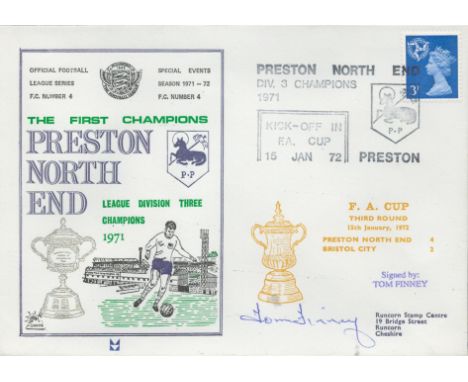 OFFICIAL FOOTBALL
LEAGUE SERIES
F.C. NUMBER 4
SPECIAL EVENTS
SEASON 1971-72
F.C. NUMBER 4
THE FIRST CHAMPIONS
PRESTON
NORTH
END
P·P
LEAGUE DIVISION THREE
CHAMPIONS
1971
PRESTON NORTH END
DIV. 3 CHAMPIONS
1971
KICK-OFF IN
F.A. CUP
15 JAN 72
P-P
PRESTON
3P
F. A. CUP
THIRD ROUND
15th January, 1972
PRESTON NORTH END 4
BRISTOL CITY 2
Signed by:
TOM FINNEY
Tom Finney
Runcorn Stamp Centre
19 Bridge Street
Runcorn
Cheshire